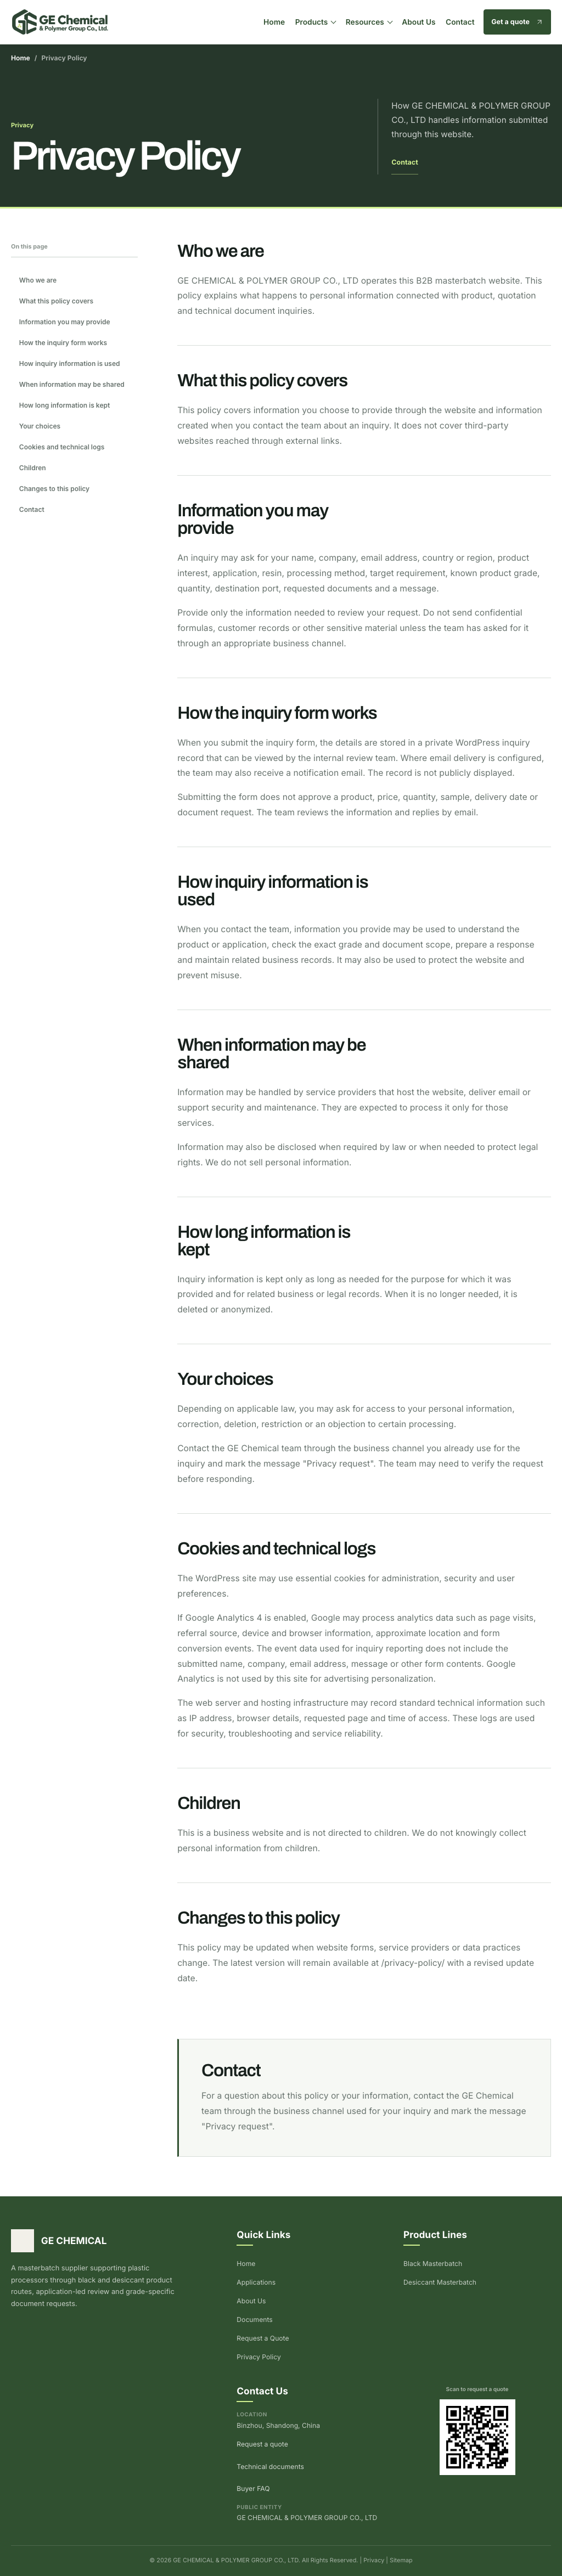 GE Chemical
& Polymer Group Co., Ltd.
Home Products Resources About Us Contact Get a quote
Home / Privacy Policy
Privacy
Privacy Policy
How GE CHEMICAL & POLYMER GROUP
CO., LTD handles information submitted
through this website.
Contact
On this page
Who we are
What this policy covers
Information you may provide
How the inquiry form works
How inquiry information is used
When information may be shared
How long information is kept
Your choices
Cookies and technical logs
Children
Changes to this policy
Contact
Who we are
GE CHEMICAL & POLYMER GROUP CO., LTD operates this B2B masterbatch website. This
policy explains what happens to personal information connected with product, quotation
and technical document inquiries.
What this policy covers
This policy covers information you choose to provide through the website and information
created when you contact the team about an inquiry. It does not cover third-party
websites reached through external links.
Information you may
provide
An inquiry may ask for your name, company, email address, country or region, product
interest, application, resin, processing method, target requirement, known product grade,
quantity, destination port, requested documents and a message.
Provide only the information needed to review your request. Do not send confidential
formulas, customer records or other sensitive material unless the team has asked for it
through an appropriate business channel.
How the inquiry form works
When you submit the inquiry form, the details are stored in a private WordPress inquiry
record that can be viewed by the internal review team. Where email delivery is configured,
the team may also receive a notification email. The record is not publicly displayed.
Submitting the form does not approve a product, price, quantity, sample, delivery date or
document request. The team reviews the information and replies by email.
How inquiry information is
used
When you contact the team, information you provide may be used to understand the
product or application, check the exact grade and document scope, prepare a response
and maintain related business records. It may also be used to protect the website and
prevent misuse.
When information may be
shared
Information may be handled by service providers that host the website, deliver email or
support security and maintenance. They are expected to process it only for those
services.
Information may also be disclosed when required by law or when needed to protect legal
rights. We do not sell personal information.
How long information is
kept
Inquiry information is kept only as long as needed for the purpose for which it was
provided and for related business or legal records. When it is no longer needed, it is
deleted or anonymized.
Your choices
Depending on applicable law, you may ask for access to your personal information,
correction, deletion, restriction or an objection to certain processing.
Contact the GE Chemical team through the business channel you already use for the
inquiry and mark the message "Privacy request". The team may need to verify the request
before responding.
Cookies and technical logs
The WordPress site may use essential cookies for administration, security and user
preferences.
If Google Analytics 4 is enabled, Google may process analytics data such as page visits,
referral source, device and browser information, approximate location and form
conversion events. The event data used for inquiry reporting does not include the
submitted name, company, email address, message or other form contents. Google
Analytics is not used by this site for advertising personalization.
The web server and hosting infrastructure may record standard technical information such
as IP address, browser details, requested page and time of access. These logs are used
for security, troubleshooting and service reliability.
Children
This is a business website and is not directed to children. We do not knowingly collect
personal information from children.
Changes to this policy
This policy may be updated when website forms, service providers or data practices
change. The latest version will remain available at /privacy-policy/ with a revised update
date.
Contact
For a question about this policy or your information, contact the GE Chemical
team through the business channel used for your inquiry and mark the message
"Privacy request".
GE CHEMICAL
A masterbatch supplier supporting plastic
processors through black and desiccant product
routes, application-led review and grade-specific
document requests.
Quick Links
Home
Applications
About Us
Documents
Request a Quote
Privacy Policy
Product Lines
Black Masterbatch
Desiccant Masterbatch
Contact Us
LOCATION
Binzhou, Shandong, China
Request a quote
Technical documents
Buyer FAQ
PUBLIC ENTITY
GE CHEMICAL & POLYMER GROUP CO., LTD
Scan to request a quote
© 2026 GE CHEMICAL & POLYMER GROUP CO., LTD. All Rights Reserved. | Privacy | Sitemap